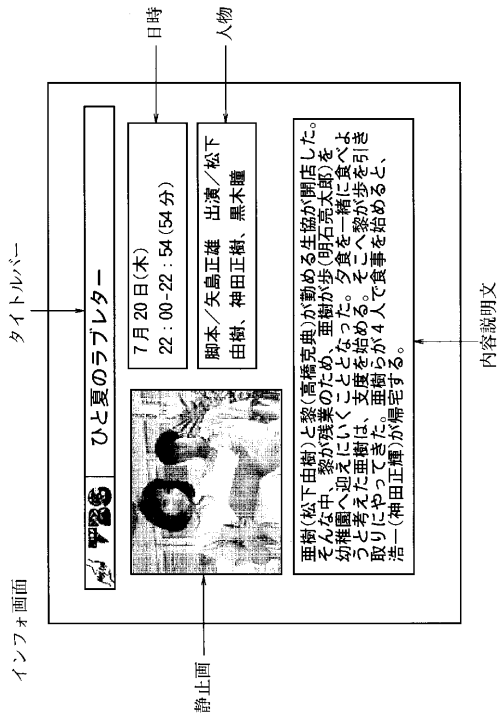 インフォ画面
タイトルバー
TBS ひと夏のラブレター
静止画
7月20日(木)
22:00-22:54(54分)
日時
脚本/矢島正雄 出演/松下
由樹、神田正樹、黒木瞳
人物
亜樹(松下由樹)と黎(高橋克典)が勤める生協が開店した。
そんな中、黎が残業のため、亜樹が歩(明石亮太郎)を
幼稚園へ迎えにいくこととなった。夕食を一緒に食べよ
うと考えた亜樹は、支度を始める。そこへ黎が歩を引き
取りにやってきた。亜樹らが4人で食事を始めると、
浩一(神田正輝)が帰宅する。
内容説明文